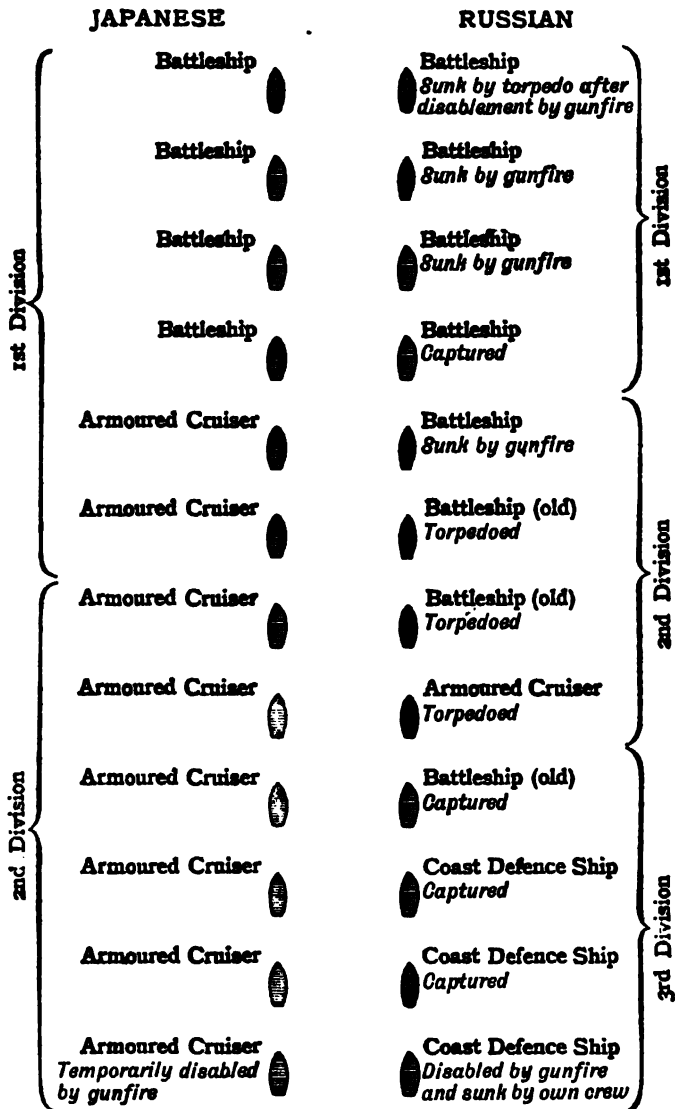 JAPANESE
Battleship
Battleship
Battleship
Battleship
Armoured Cruiser
Armoured Cruiser
1st Division
Armoured Cruiser
Armoured Cruiser
Armoured Cruiser
Armoured Cruiser
Armoured Cruiser
Armoured Cruiser
Temporarily disabled
by gunfire
2nd Division
RUSSIAN
Battleship
Sunk by torpedo after
disablement by gunfire
Battleship
Sunk by gunfire
Battleship
Sunk by gunfire
Battleship
Captured
1st Division
Battleship
Sunk by gunfire
Battleship (old)
Torpedoed
Battleship (old)
Torpedoed
Armoured Cruiser
Torpedoed
2nd Division
Battleship (old)
Captured
Coast Defence Ship
Captured
Coast Defence Ship
Captured
Coast Defence Ship
Disabled by gunfire
and sunk by own crew
3rd Division